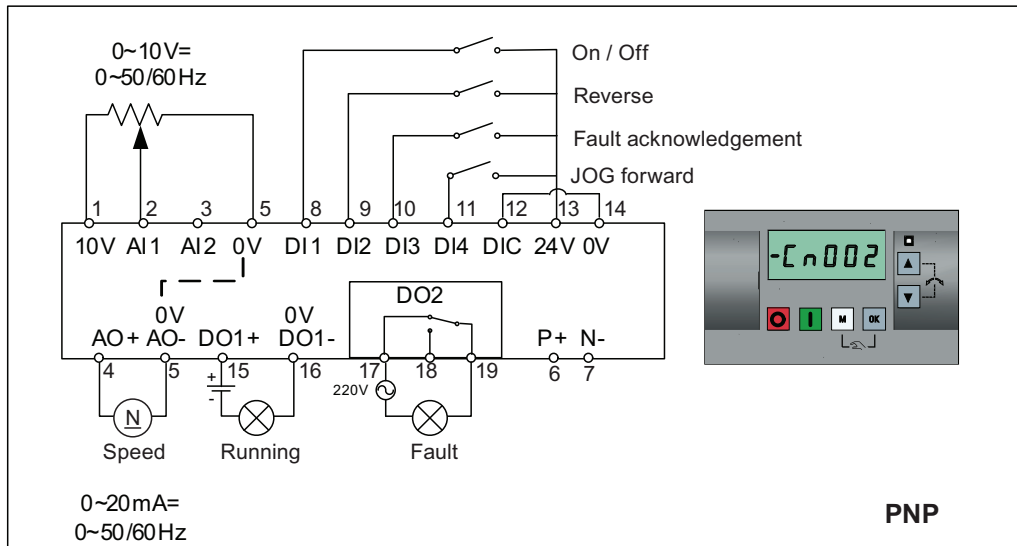 0~10V=
0~50/60Hz
On / Off
Reverse
Fault acknowledgement
JOG forward
1 2 3 5 8 9 10 11 12 13 14
10V AI1 AI2 0V DI1 DI2 DI3 DI4 DIC 24V 0V
-Cn002
M OK
DO2
0V 0V
AO+ AO- DO1+ DO1- P+ N-
4 5 15 16 17 18 19 6 7
+
-
220V
N
Speed Running Fault
0~20mA=
0~50/60Hz
PNP